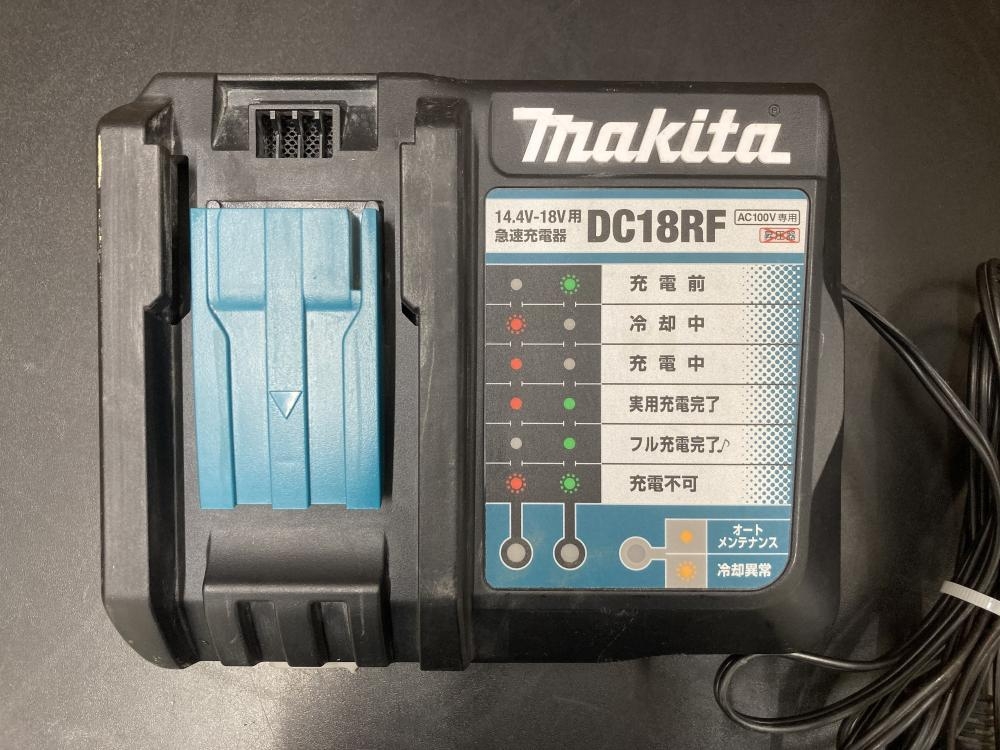 makita®
14.4V-18V用
急速充電器
DC18RF
AC100V専用
昇圧器
充電前
冷却中
充電中
実用充電完了
フル充電完了♪
充電不可
オート
メンテナンス
冷却異常